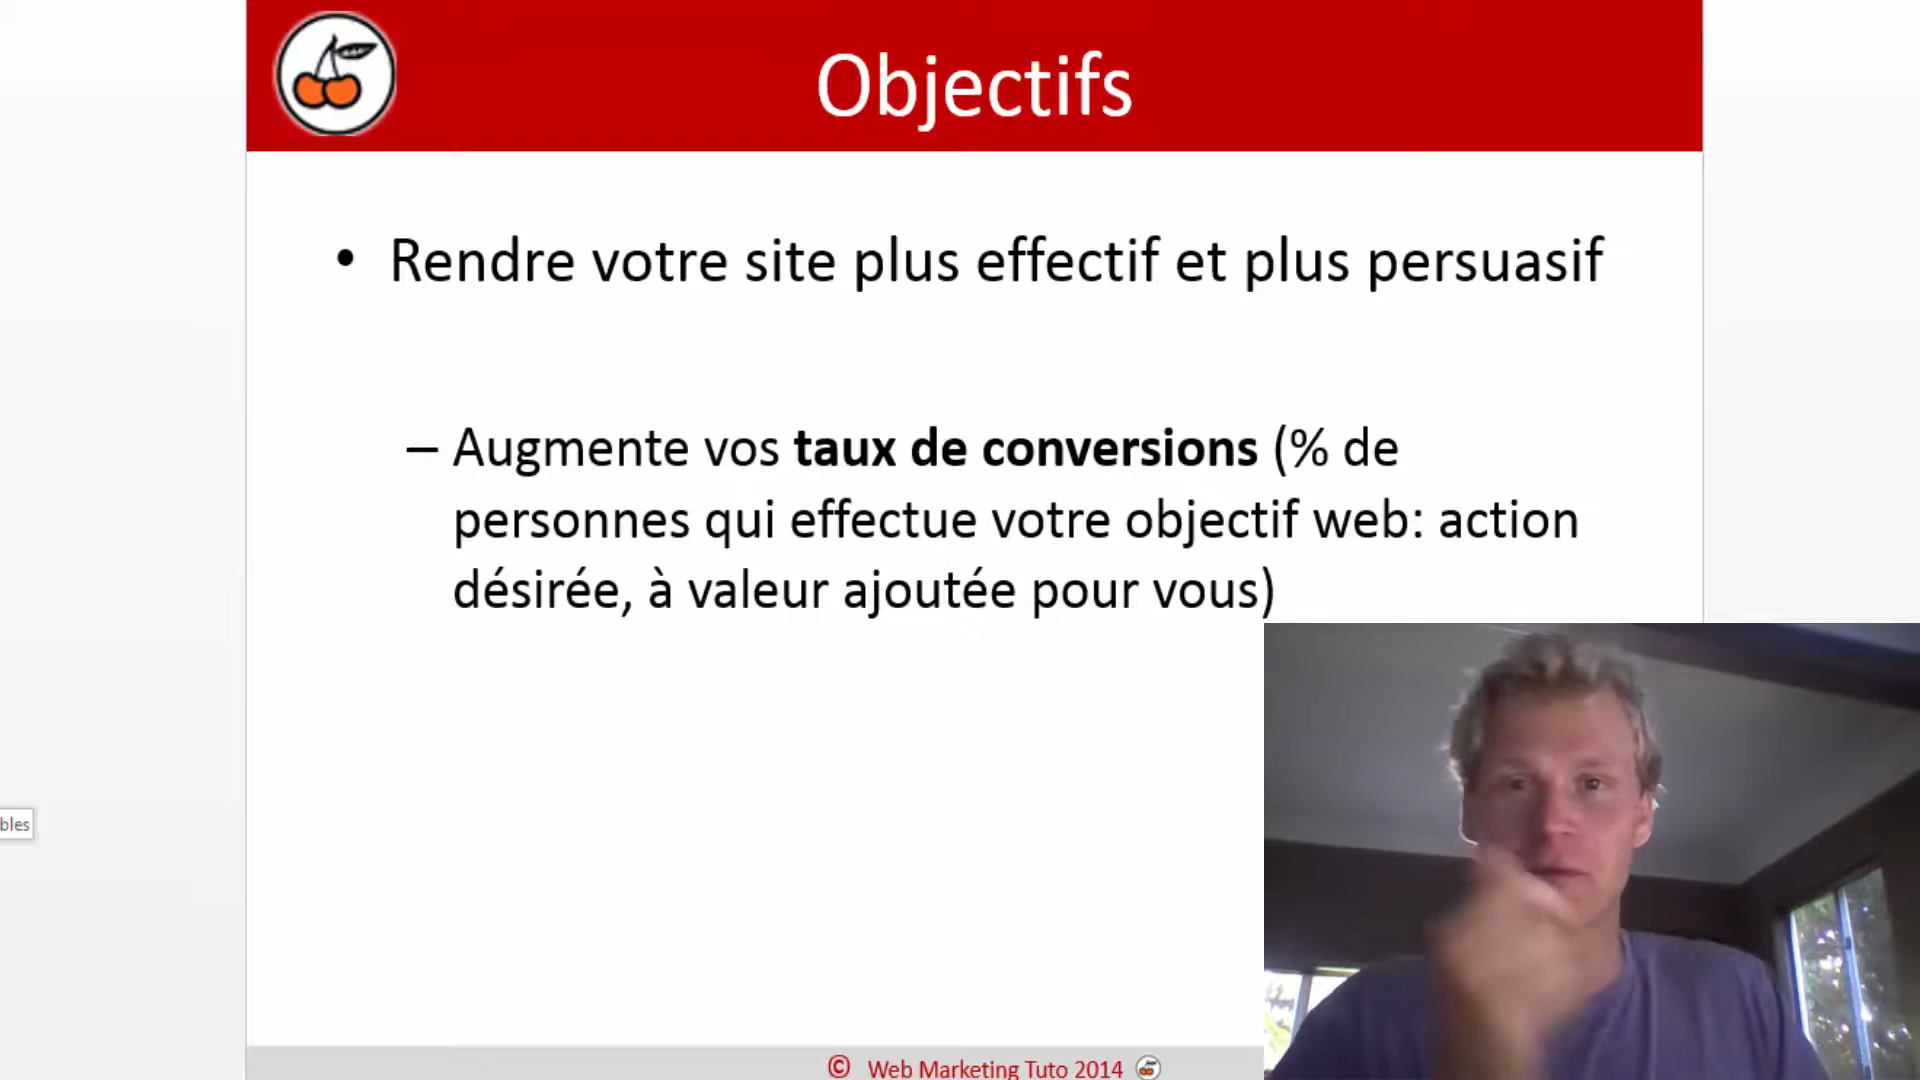 Objectifs
• Rendre votre site plus effectif et plus persuasif
– Augmente vos taux de conversions (% de
personnes qui effectue votre objectif web: action
désirée, à valeur ajoutée pour vous)
bles
© Web Marketing Tuto 2014